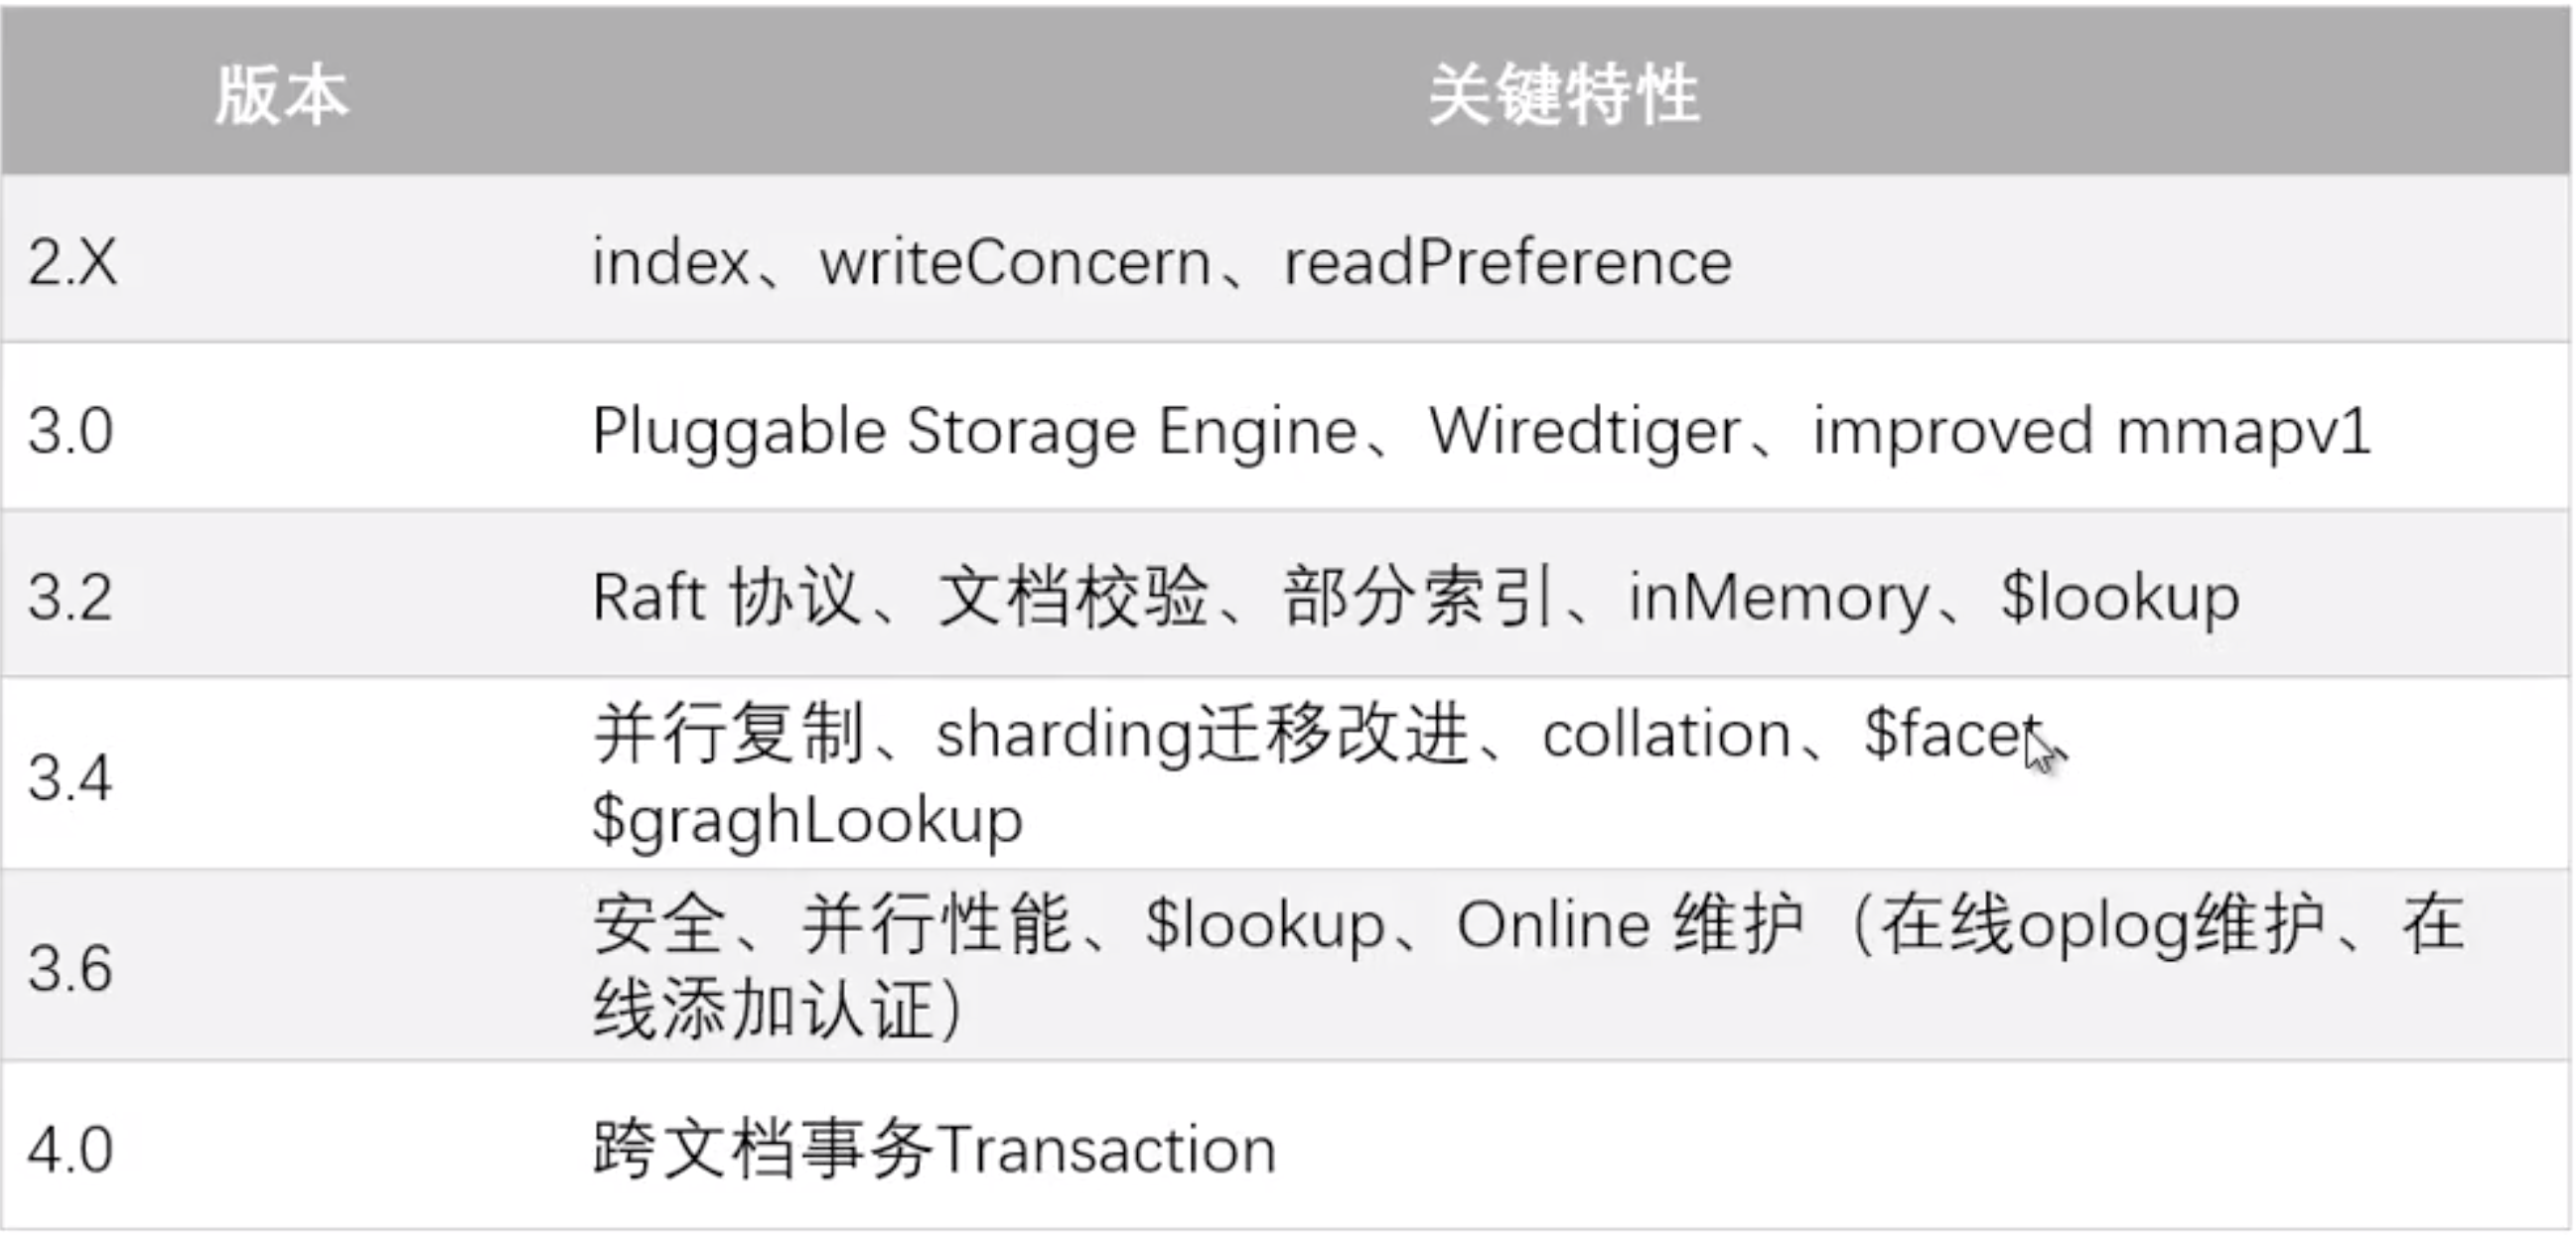 版本 关键特性
2.X index、writeConcern、readPreference
3.0 Pluggable Storage Engine、Wiredtiger、improved mmapv1
3.2 Raft 协议、文档校验、部分索引、inMemory、$lookup
并行复制、sharding迁移改进、collation、$facet、
3.4
$graghLookup
安全、并行性能、$lookup、Online 维护（在线oplog维护、在
3.6
线添加认证）
4.0 跨文档事务Transaction